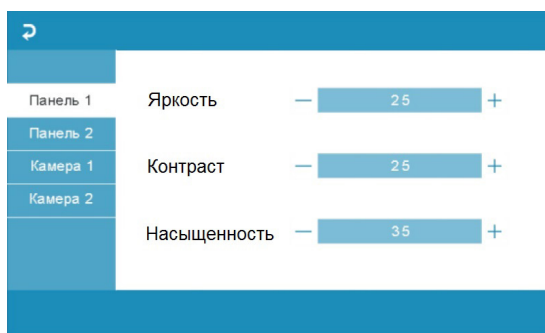 Панель 1
Панель 2
Камера 1
Камера 2
Яркость — 25 +
Контраст — 25 +
Насыщенность — 35 +